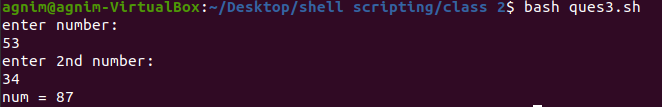 agnim@agnim-VirtualBox:~/Desktop/shell scripting/class 2$ bash ques3.sh
enter number:
53
enter 2nd number:
34
num = 87